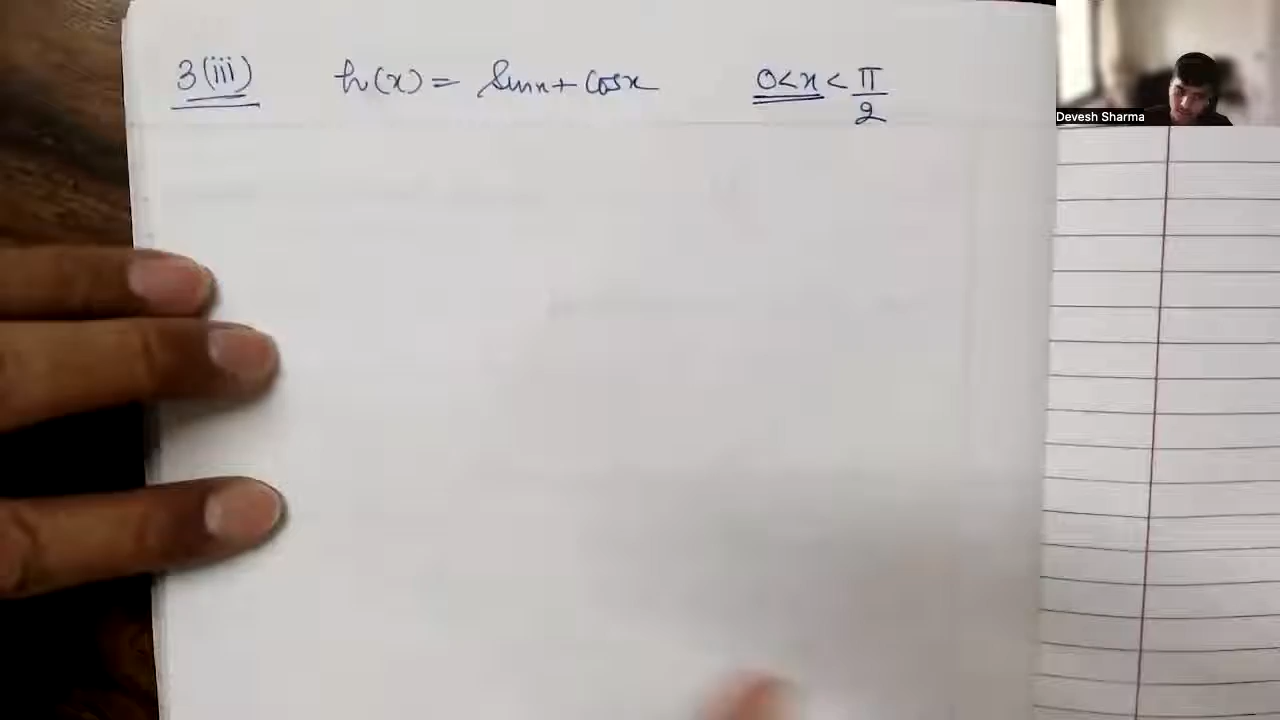 3(iii) h(x) = Sinx + Cosx 0<x<π/2
Devesh Sharma